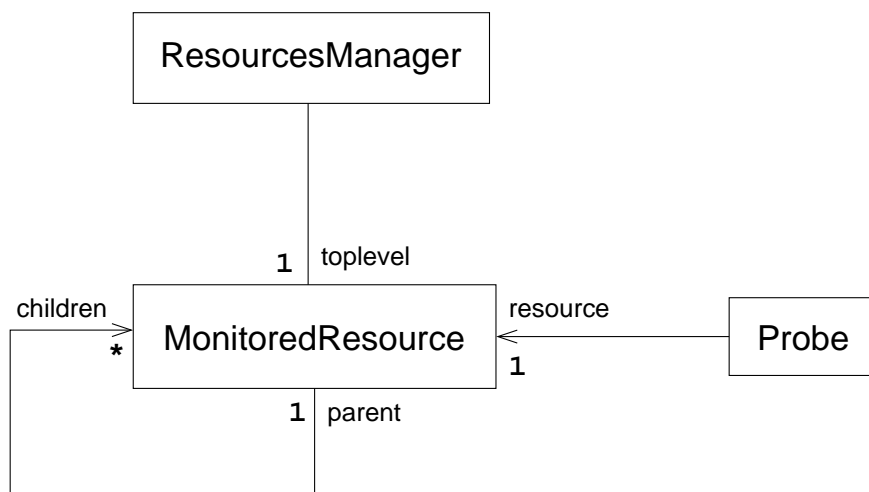 ResourcesManager
1 toplevel
children
*
MonitoredResource
resource
1
Probe
1 parent